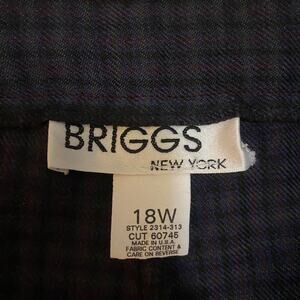 BRIGGS
NEW YORK
18W
STYLE 2314-313
CUT 60745
MADE IN U.S.A.
FABRIC CONTENT &
CARE ON REVERSE